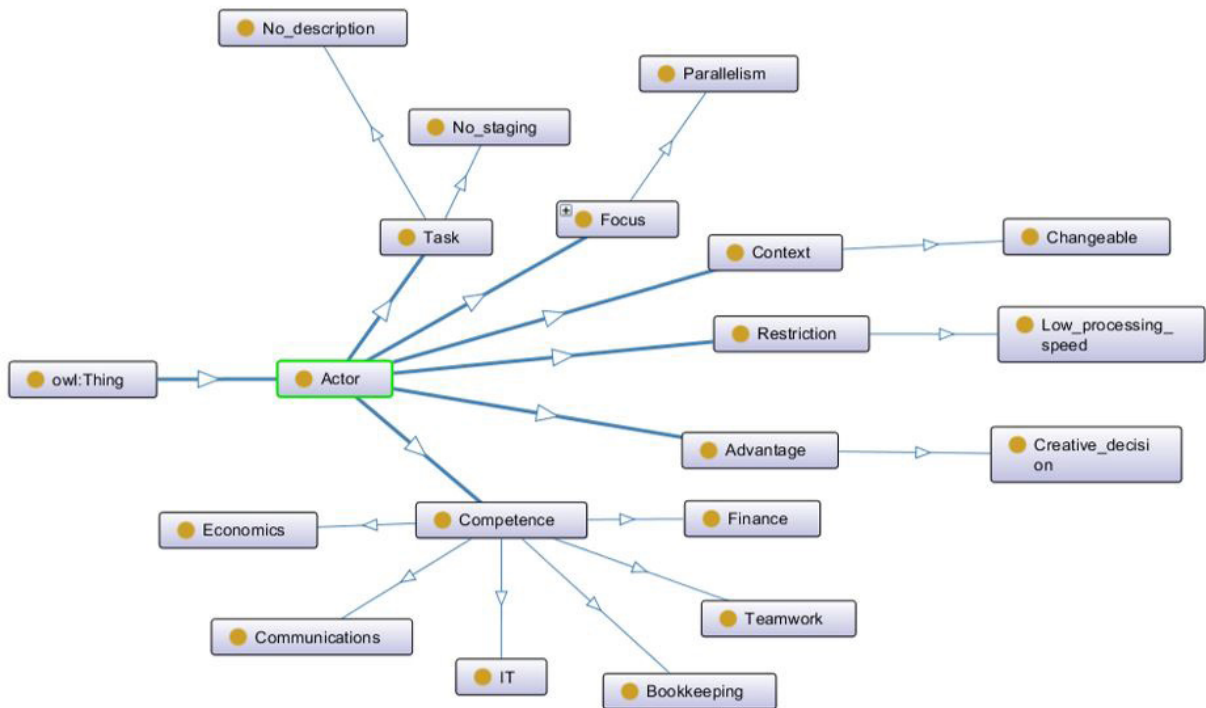 No_description
Parallelism
No_staging
Focus
Task
Context
Changeable
Restriction
Low_processing_
speed
owl:Thing
Actor
Advantage
Creative_decisi
on
Competence
Finance
Economics
Teamwork
Communications
IT
Bookkeeping